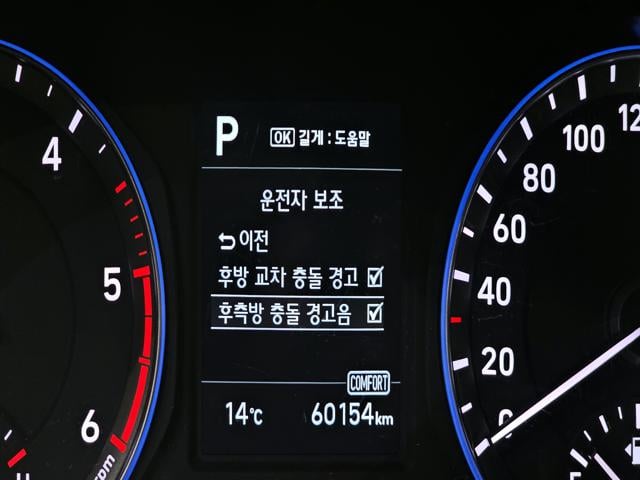 P OK 길게 : 도움말
운전자 보조
이전
후방 교차 충돌 경고
후측방 충돌 경고음
COMFORT
14℃ 60154km
4
5
6
rpm
100
80
60
40
20
0